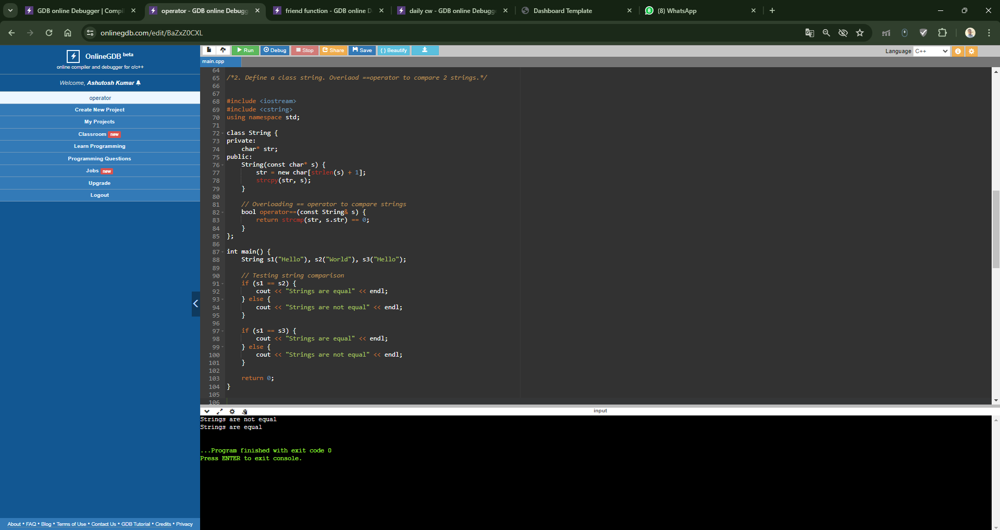 GDB online Debugger | Compil
operator - GDB online Debugg
friend function - GDB online D
daily cw - GDB online Debugge
Dashboard Template
(8) WhatsApp
onlinegdb.com/edit/BaZxZ0CXL
OnlineGDB beta
online compiler and debugger for c/c++
Welcome, Ashutosh Kumar
operator
Create New Project
My Projects
Classroom new
Learn Programming
Programming Questions
Jobs new
Upgrade
Logout
About • FAQ • Blog • Terms of Use • Contact Us • GDB Tutorial • Credits • Privacy
Run Debug Stop Share Save { } Beautify
Language C++
main.cpp
64
65 /*2. Define a class string. Overlaod ==operator to compare 2 strings.*/
66
67
68 #include <iostream>
69 #include <cstring>
70 using namespace std;
71
72 class String {
73 private:
74     char* str;
75 public:
76     String(const char* s) {
77         str = new char[strlen(s) + 1];
78         strcpy(str, s);
79     }
80
81     // Overloading == operator to compare strings
82     bool operator==(const String& s) {
83         return strcmp(str, s.str) == 0;
84     }
85 };
86
87 int main() {
88     String s1("Hello"), s2("World"), s3("Hello");
89
90     // Testing string comparison
91     if (s1 == s2) {
92         cout << "Strings are equal" << endl;
93     } else {
94         cout << "Strings are not equal" << endl;
95     }
96
97     if (s1 == s3) {
98         cout << "Strings are equal" << endl;
99     } else {
100         cout << "Strings are not equal" << endl;
101     }
102
103     return 0;
104 }
105
106
input
Strings are not equal
Strings are equal
...Program finished with exit code 0
Press ENTER to exit console.